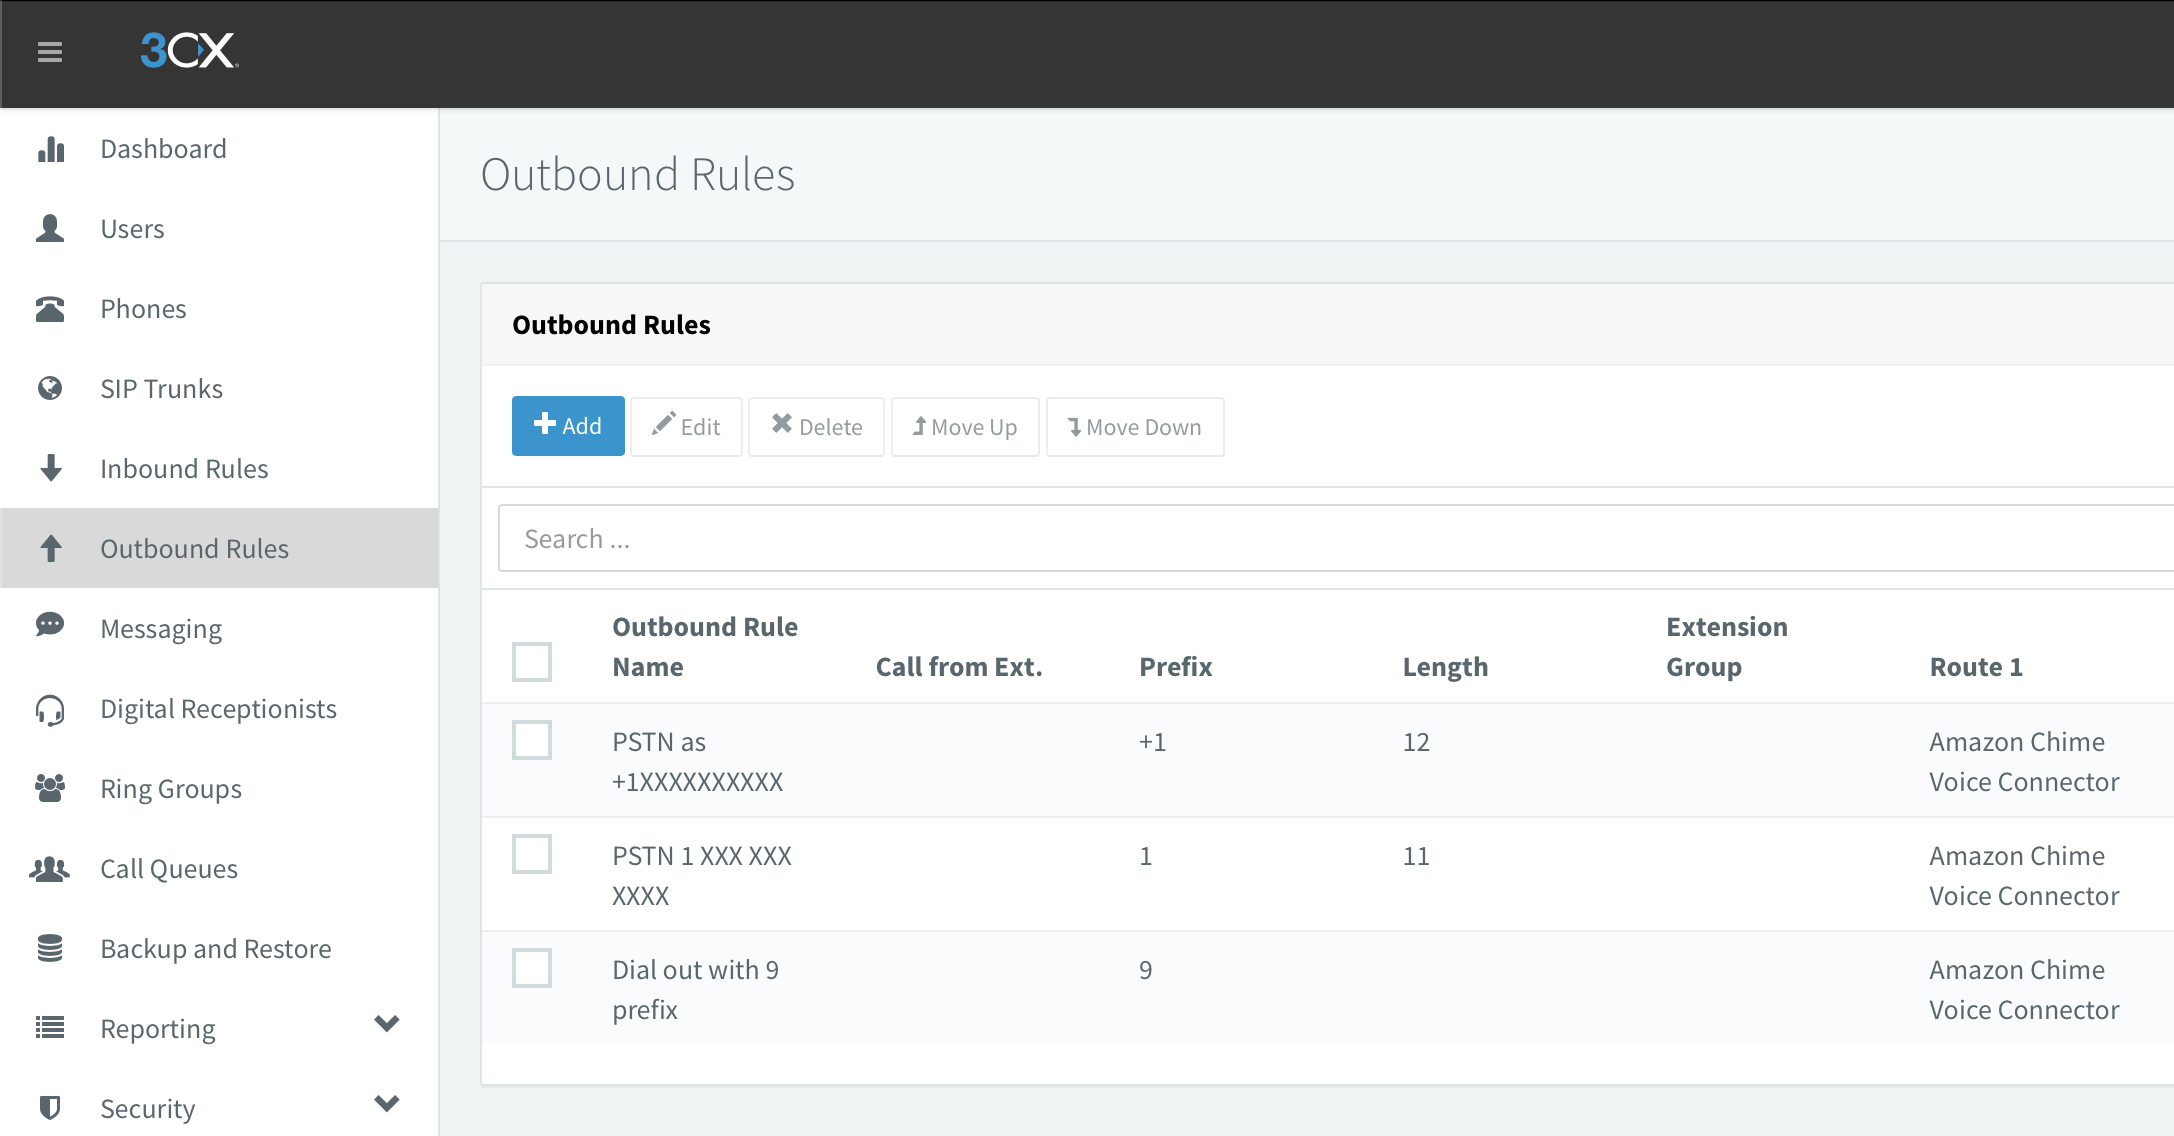 3CX
Dashboard
Users
Phones
SIP Trunks
Inbound Rules
Outbound Rules
Messaging
Digital Receptionists
Ring Groups
Call Queues
Backup and Restore
Reporting
Security
Outbound Rules
Outbound Rules
Add Edit Delete Move Up Move Down
Search ...
Outbound Rule Extension
Name Call from Ext. Prefix Length Group Route 1
PSTN as +1 12 Amazon Chime
+1XXXXXXXXXX Voice Connector
PSTN 1 XXX XXX 1 11 Amazon Chime
XXXX Voice Connector
Dial out with 9 9 Amazon Chime
prefix Voice Connector